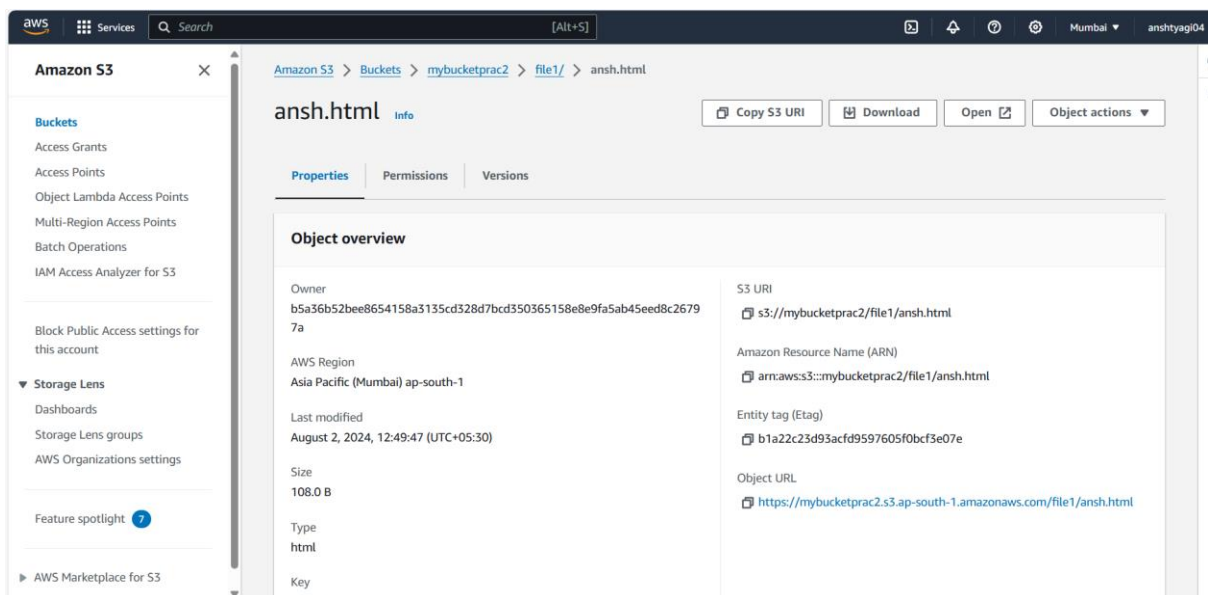 aws
Services
Search
[Alt+S]
Mumbai
anshtyagi04
Amazon S3
Buckets
Access Grants
Access Points
Object Lambda Access Points
Multi-Region Access Points
Batch Operations
IAM Access Analyzer for S3
Block Public Access settings for
this account
Storage Lens
Dashboards
Storage Lens groups
AWS Organizations settings
Feature spotlight 7
AWS Marketplace for S3
Amazon S3 > Buckets > mybucketprac2 > file1/ > ansh.html
ansh.html Info
Copy S3 URI
Download
Open
Object actions
Properties
Permissions
Versions
Object overview
Owner
b5a36b52bee8654158a3135cd328d7bcd350365158e8e9fa5ab45eed8c2679
7a
AWS Region
Asia Pacific (Mumbai) ap-south-1
Last modified
August 2, 2024, 12:49:47 (UTC+05:30)
Size
108.0 B
Type
html
Key
S3 URI
s3://mybucketprac2/file1/ansh.html
Amazon Resource Name (ARN)
arn:aws:s3:::mybucketprac2/file1/ansh.html
Entity tag (Etag)
b1a22c23d93acfd9597605f0bcf3e07e
Object URL
https://mybucketprac2.s3.ap-south-1.amazonaws.com/file1/ansh.html